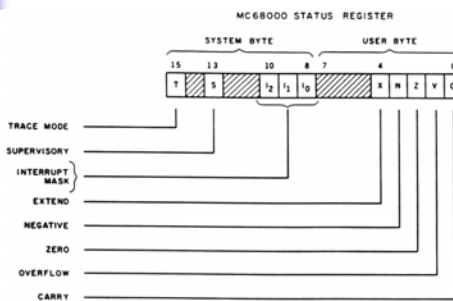 MC68000 STATUS REGISTER
SYSTEM BYTE USER BYTE
15 13 10 8 7 4
T S I2 I1 I0 X N Z V
TRACE MODE
SUPERVISORY
INTERRUPT
MASK
EXTEND
NEGATIVE
ZERO
OVERFLOW
CARRY